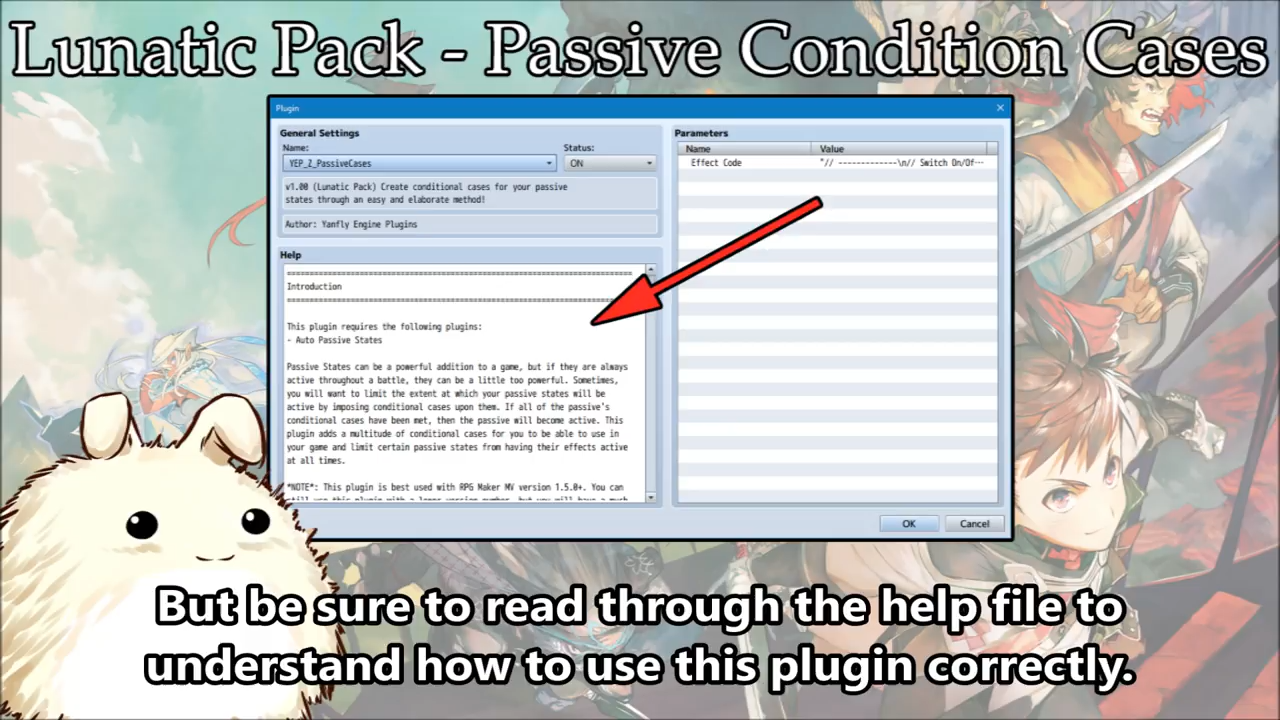 Lunatic Pack - Passive Condition Cases
Plugin
General Settings
Name:
Status:
YEP_Z_PassiveCases
ON
v1.00 (Lunatic Pack) Create conditional cases for your passive
states through an easy and elaborate method!
Author: Yanfly Engine Plugins
Parameters
Name
Value
Effect Code
"// -------------\n// Switch On/Of···
Help
================================================================================
Introduction
================================================================================
This plugin requires the following plugins:
- Auto Passive States
Passive States can be a powerful addition to a game, but if they are always
active throughout a battle, they can be a little too powerful. Sometimes,
you will want to limit the extent at which your passive states will be
active by imposing conditional cases upon them. If all of the passive's
conditional cases have been met, then the passive will become active. This
plugin adds a multitude of conditional cases for you to be able to use in
your game and limit certain passive states from having their effects active
at all times.
*NOTE*: This plugin is best used with RPG Maker MV version 1.5.0+. You can
OK
Cancel
But be sure to read through the help file to
understand how to use this plugin correctly.